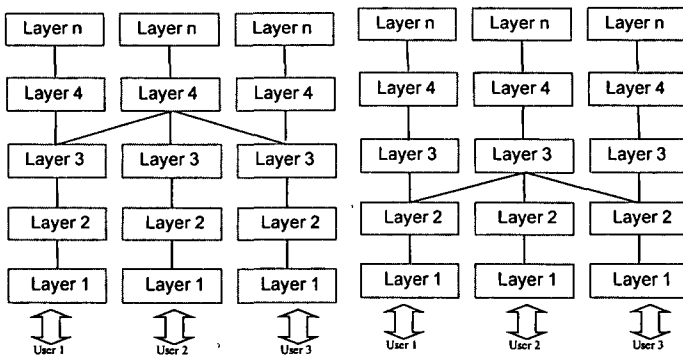 Layer n Layer n Layer n Layer n Layer n Layer n
Layer 4 Layer 4 Layer 4 Layer 4 Layer 4 Layer 4
Layer 3 Layer 3 Layer 3 Layer 3 Layer 3 Layer 3
Layer 2 Layer 2 Layer 2 Layer 2 Layer 2 Layer 2
Layer 1 Layer 1 Layer 1 Layer 1 Layer 1 Layer 1
User 1 User 2 User 3 User 1 User 2 User 3